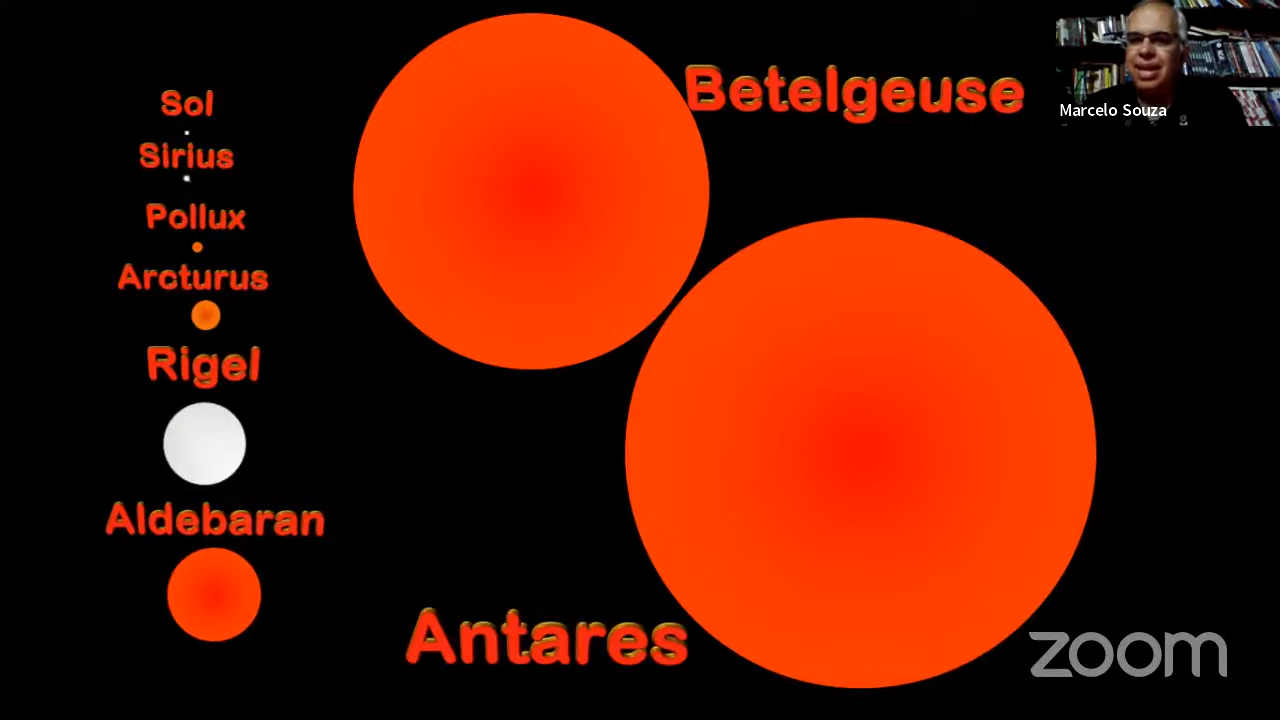 Sol
Sirius
Pollux
Arcturus
Rigel
Aldebaran
Betelgeuse
Antares
Marcelo Souza
zoom